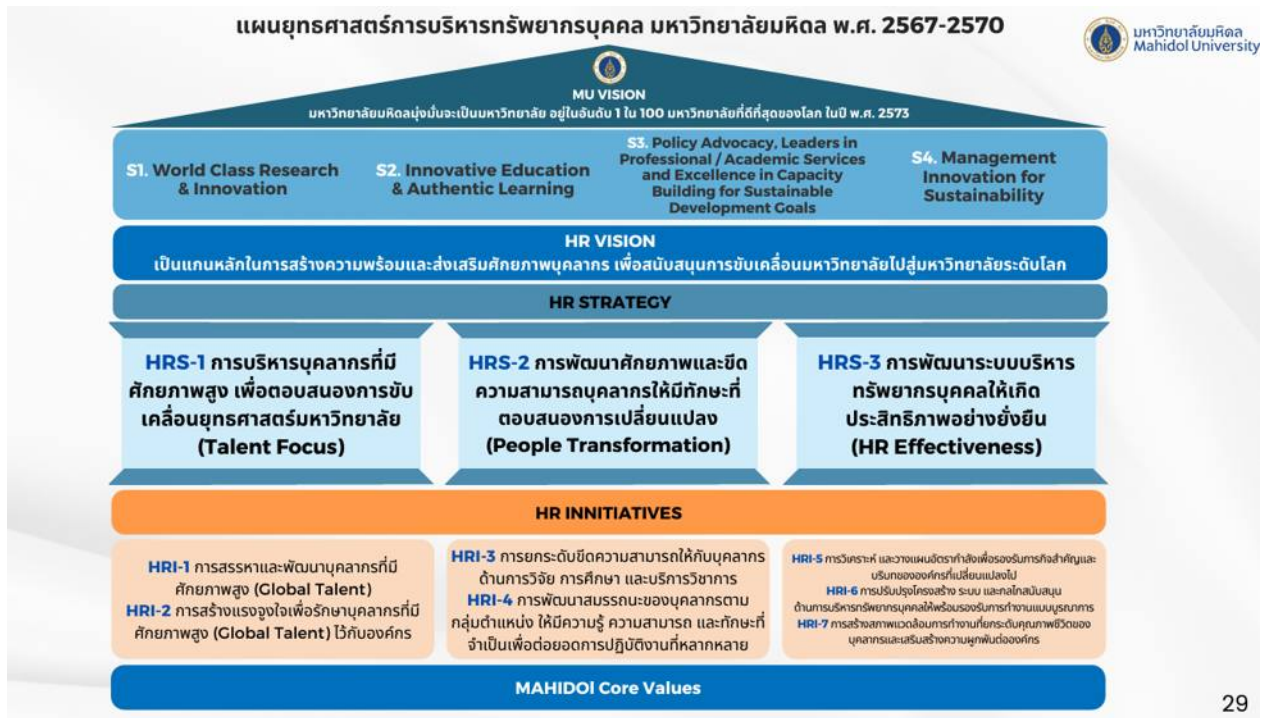 แผนยุทธศาสตร์การบริหารทรัพยากรบุคคล มหาวิทยาลัยมหิดล พ.ศ. 2567-2570
มหาวิทยาลัยมหิดล
Mahidol University
MU VISION
มหาวิทยาลัยมหิดลมุ่งมั่นจะเป็นมหาวิทยาลัย อยู่ในอันดับ 1 ใน 100 มหาวิทยาลัยที่ดีที่สุดของโลก ในปี พ.ศ. 2573
S1. World Class Research
& Innovation
S2. Innovative Education
& Authentic Learning
S3. Policy Advocacy, Leaders in
Professional / Academic Services
and Excellence in Capacity
Building for Sustainable
Development Goals
S4. Management
Innovation for
Sustainability
HR VISION
เป็นแกนหลักในการสร้างความพร้อมและส่งเสริมศักยภาพบุคลากร เพื่อสนับสนุนการขับเคลื่อนมหาวิทยาลัยไปสู่มหาวิทยาลัยระดับโลก
HR STRATEGY
HRS-1 การบริหารบุคลากรที่มี
ศักยภาพสูง เพื่อตอบสนองการขับ
เคลื่อนยุทธศาสตร์มหาวิทยาลัย
(Talent Focus)
HRS-2 การพัฒนาศักยภาพและขีด
ความสามารถบุคลากรให้มีทักษะที่
ตอบสนองการเปลี่ยนแปลง
(People Transformation)
HRS-3 การพัฒนาระบบบริหาร
ทรัพยากรบุคคลให้เกิด
ประสิทธิภาพอย่างยั่งยืน
(HR Effectiveness)
HR INNITIATIVES
HRI-1 การสรรหาและพัฒนาบุคลากรที่มี
ศักยภาพสูง (Global Talent)
HRI-2 การสร้างแรงจูงใจเพื่อรักษาบุคลากรที่มี
ศักยภาพสูง (Global Talent) ไว้กับองค์กร
HRI-3 การยกระดับขีดความสามารถให้กับบุคลากร
ด้านการวิจัย การศึกษา และบริการวิชาการ
HRI-4 การพัฒนาสมรรถนะของบุคลากรตาม
กลุ่มตำแหน่ง ให้มีความรู้ ความสามารถ และทักษะที่
จำเป็นเพื่อต่อยอดการปฏิบัติงานที่หลากหลาย
HRI-5 การวิเคราะห์ และวางแผนอัตรากำลังเพื่อรองรับภารกิจสำคัญและ
บริบทขององค์กรที่เปลี่ยนแปลงไป
HRI-6 การปรับปรุงโครงสร้าง ระบบ และกลไกสนับสนุน
ด้านการบริหารทรัพยากรบุคคลให้พร้อมรองรับการทำงานแบบบูรณาการ
HRI-7 การสร้างสภาพแวดล้อมการทำงานที่ยกระดับคุณภาพชีวิตของ
บุคลากรและเสริมสร้างความผูกพันต่อองค์กร
MAHIDOl Core Values
29